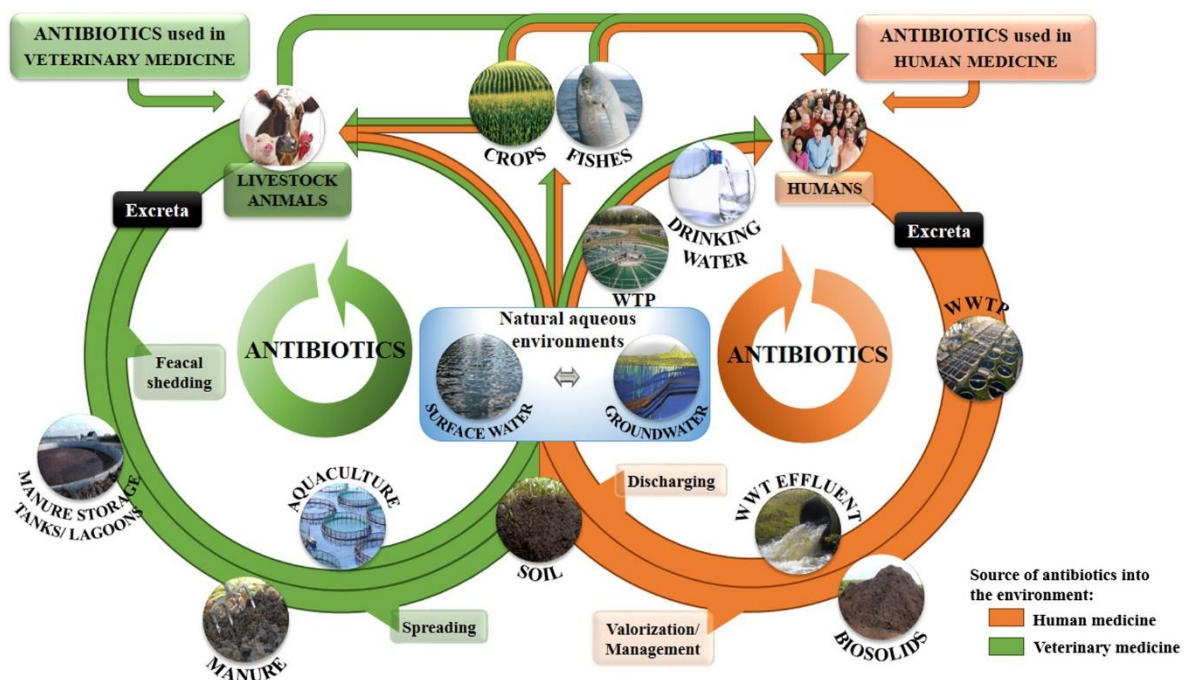 ANTIBIOTICS used in
VETERINARY MEDICINE
ANTIBIOTICS used in
HUMAN MEDICINE
CROPS
FISHES
LIVESTOCK
ANIMALS
HUMANS
Excreta
Excreta
DRINKING
WATER
WTP
WWTP
Natural aqueous
environments
ANTIBIOTICS
ANTIBIOTICS
SURFACE WATER
GROUNDWATER
Feacal
shedding
MANURE STORAGE
TANKS/ LAGOONS
AQUACULTURE
Discharging
WWT EFFLUENT
SOIL
MANURE
Spreading
Valorization/
Management
BIOSOLIDS
Source of antibiotics into
the environment:
Human medicine
Veterinary medicine